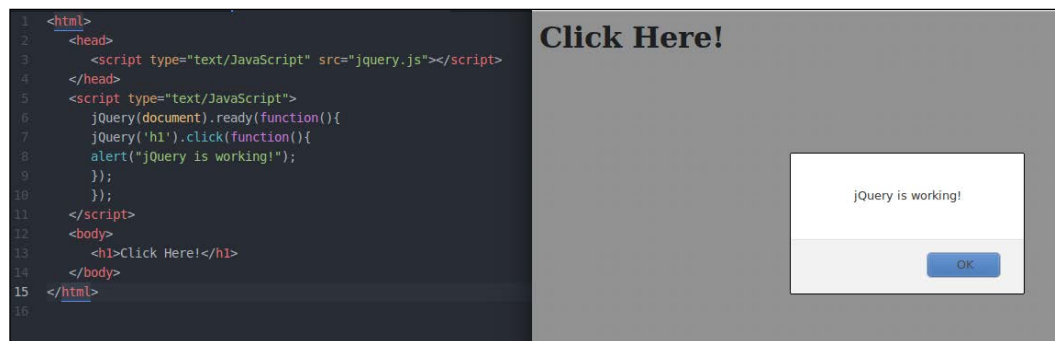 1 <html>
2 <head>
3 <script type="text/JavaScript" src="jquery.js"></script>
4 </head>
5 <script type="text/JavaScript">
6 jQuery(document).ready(function(){
7 jQuery('h1').click(function(){
8 alert("jQuery is working!");
9 });
10 });
11 </script>
12 <body>
13 <h1>Click Here!</h1>
14 </body>
15 </html>
16
Click Here!
jQuery is working!
OK